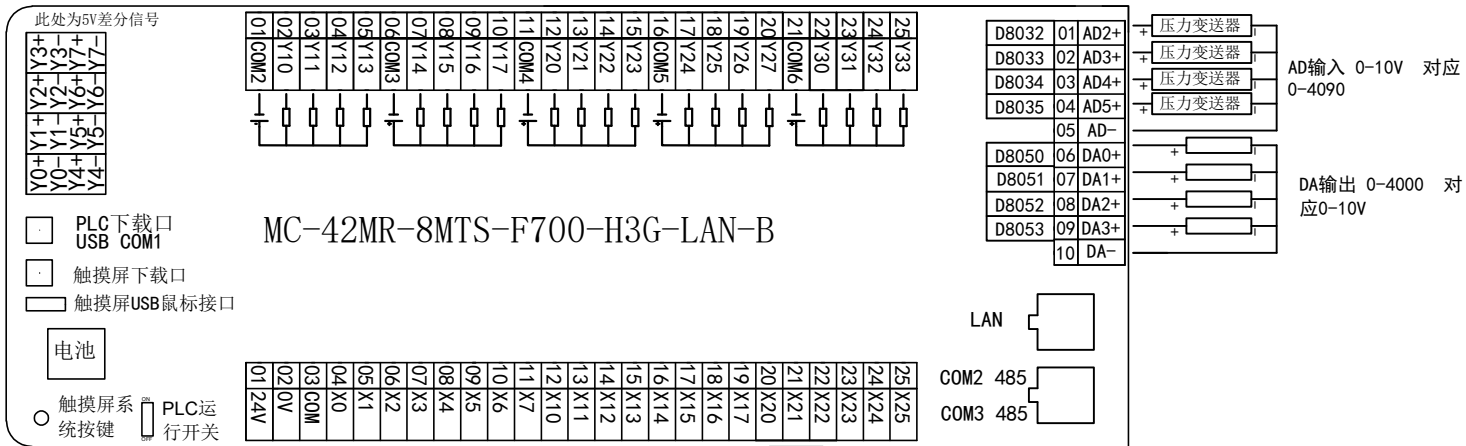 此处为5V差分信号
Y0+ Y1+ Y2+ Y3+
Y0- Y1- Y2- Y3-
Y4+ Y5+ Y6+ Y7+
Y4- Y5- Y6- Y7-
01 COM2
02 Y10
03 Y11
04 Y12
05 Y13
06 COM3
07 Y14
08 Y15
09 Y16
10 Y17
11 COM4
12 Y20
13 Y21
14 Y22
15 Y23
16 COM5
17 Y24
18 Y25
19 Y26
20 Y27
21 COM6
22 Y30
23 Y31
24 Y32
25 Y33
D8032 01 AD2+ + 压力变送器 -
D8033 02 AD3+ + 压力变送器 -
D8034 03 AD4+ + 压力变送器 -
D8035 04 AD5+ + 压力变送器 -
05 AD-
AD输入 0-10V 对应
0-4090
D8050 06 DA0+ + -
D8051 07 DA1+ + -
D8052 08 DA2+ + -
D8053 09 DA3+ + -
10 DA-
DA输出 0-4000 对
应0-10V
MC-42MR-8MTS-F700-H3G-LAN-B
PLC下载口
USB COM1
触摸屏下载口
触摸屏USB鼠标接口
电池
触摸屏系
统按键
ON
OFF
PLC运
行开关
01 24V
02 0V
03 COM
04 X0
05 X1
06 X2
07 X3
08 X4
09 X5
10 X6
11 X7
12 X10
13 X11
14 X12
15 X13
16 X14
17 X15
18 X16
19 X17
20 X20
21 X21
22 X22
23 X23
24 X24
25 X25
LAN
COM2 485
COM3 485